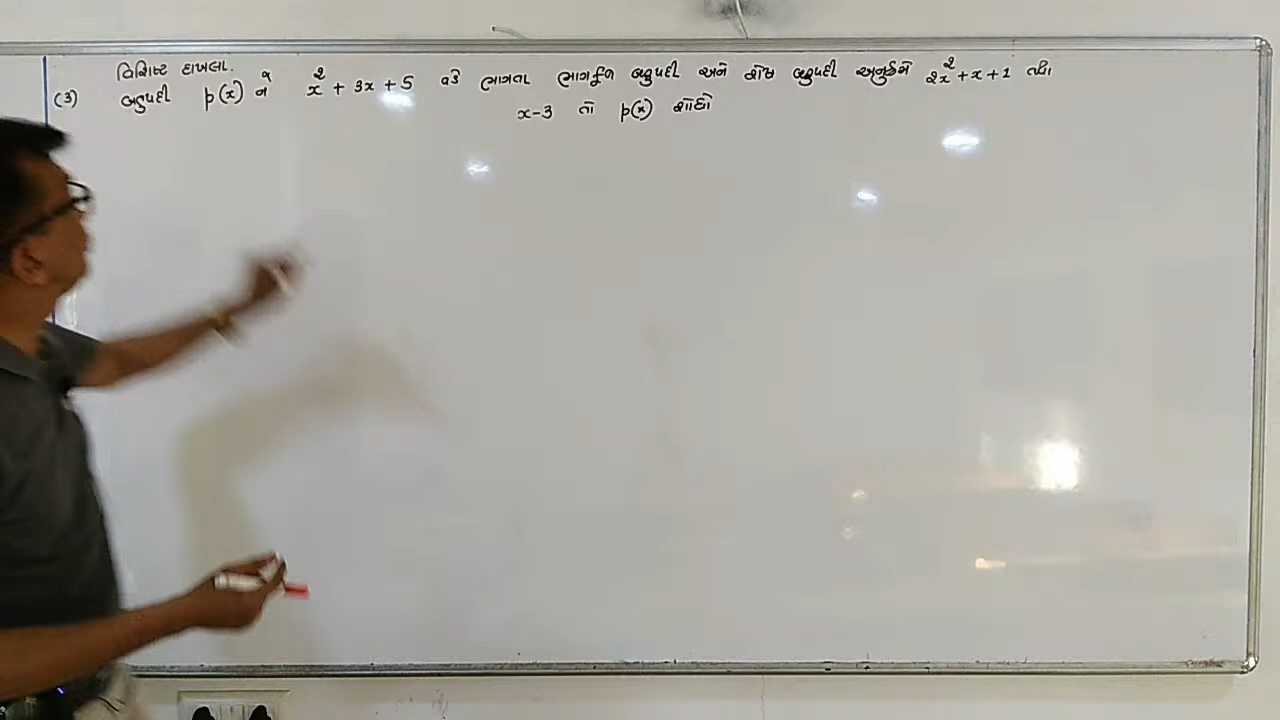 વિશિષ્ટ દાખલા.
(3) બહુપદી p(x) ને x² + 3x + 5 વડે ભાગતા ભાગફળ બહુપદી અને શેષ બહુપદી અનુક્રમે 2x² + x + 1 તથા
x-3 તો p(x) શોધો